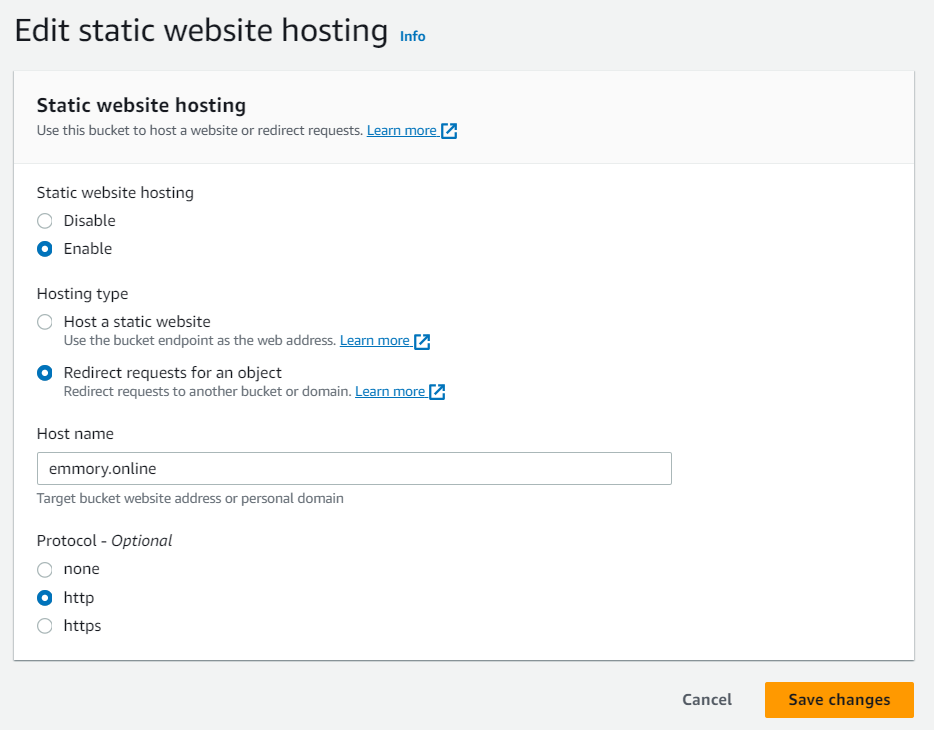 Edit static website hosting Info
Static website hosting
Use this bucket to host a website or redirect requests. Learn more
Static website hosting
Disable
Enable
Hosting type
Host a static website
Use the bucket endpoint as the web address. Learn more
Redirect requests for an object
Redirect requests to another bucket or domain. Learn more
Host name
emmory.online
Target bucket website address or personal domain
Protocol - Optional
none
http
https
Cancel Save changes